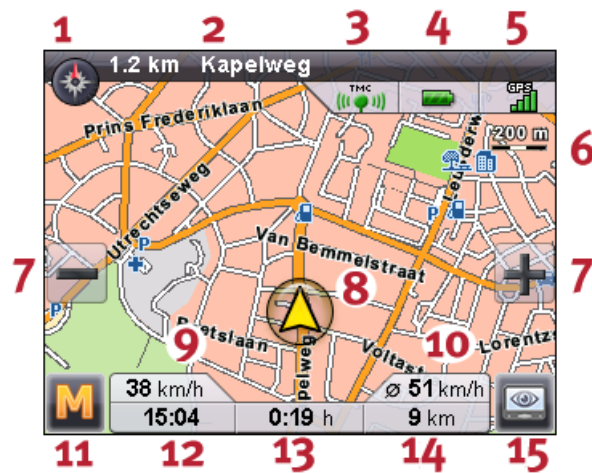 1 2 3 4 5
1.2 km Kapelweg
TMC GPS
Prins Frederiklaan
200 m
6
Utrechtseweg
P
P
Van Bemmelstraat
7 7
8
P
9
10
Lorentzs
Voltast
pelweg
38 km/h ø 51 km/h
M
15:04 0:19 h 9 km
11 12 13 14 15